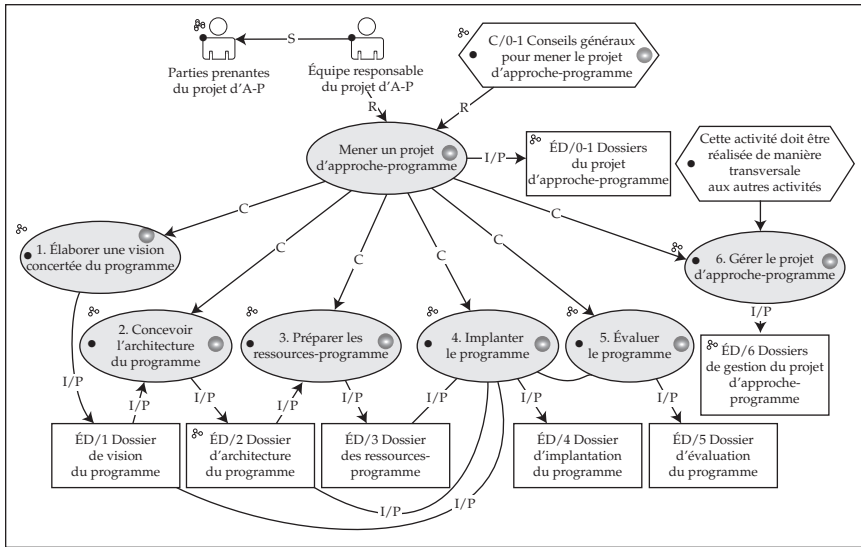 S
Parties prenantes
du projet d'A-P
Équipe responsable
du projet d'A-P
C/0-1 Conseils généraux
pour mener le projet
d'approche-programme
R
R
Mener un projet
d'approche-programme
I/P
ÉD/0-1 Dossiers
du projet
d'approche-programme
Cette activité doit être
réalisée de manière
transversale
aux autres activités
C
C
C
C
C
C
1. Élaborer une vision
concertée du programme
6. Gérer le projet
d'approche-programme
2. Concevoir
l'architecture
du programme
3. Préparer les
ressources-programme
4. Implanter
le programme
5. Évaluer
le programme
I/P
ÉD/6 Dossiers
de gestion du projet
d'approche-
programme
I/P
I/P
I/P
I/P
I/P
I/P
I/P
I/P
ÉD/1 Dossier
de vision
du programme
ÉD/2 Dossier
d'architecture
du programme
ÉD/3 Dossier
des ressources-
programme
ÉD/4 Dossier
d'implantation
du programme
ÉD/5 Dossier
d'évaluation
du programme
I/P
I/P